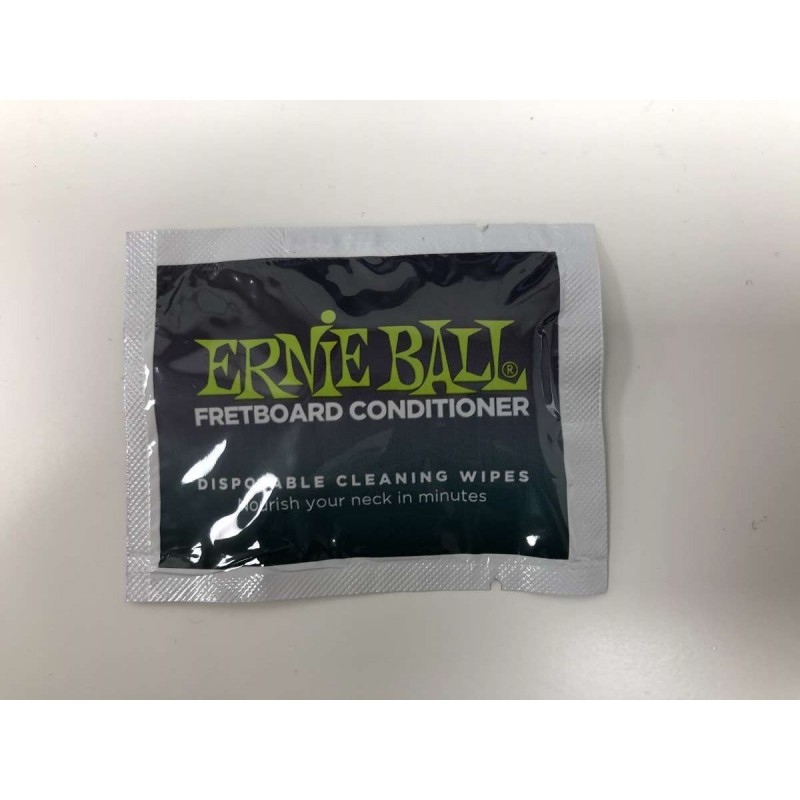 ERNiE BALL®
FRETBOARD CONDITIONER
DISPOSABLE CLEANING WIPES
Nourish your neck in minutes